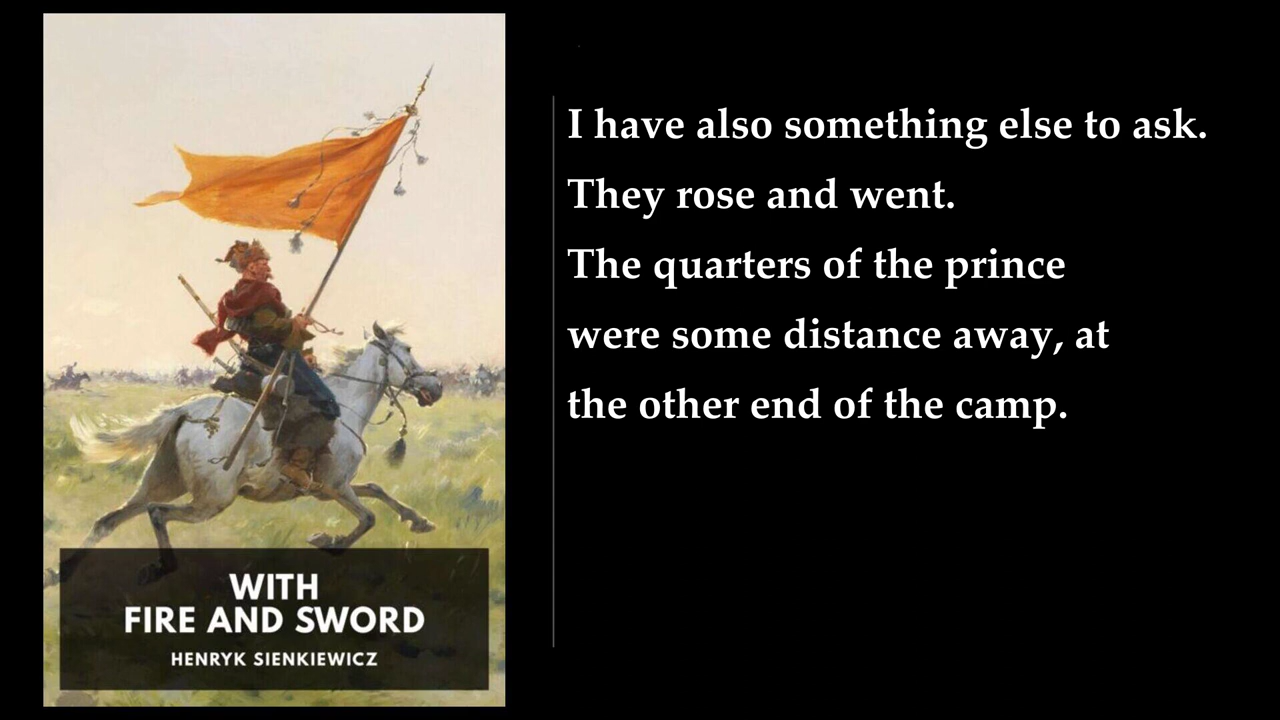 I have also something else to ask.
They rose and went.
The quarters of the prince
were some distance away, at
the other end of the camp.
WITH
FIRE AND SWORD
HENRYK SIENKIEWICZ